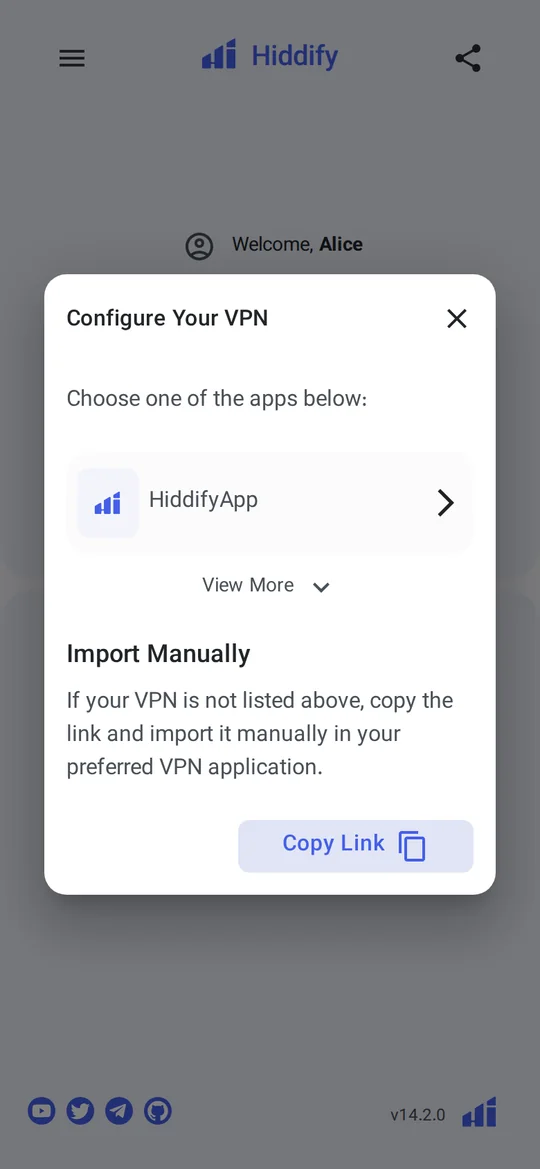 Hiddify
Welcome, Alice
Configure Your VPN
Choose one of the apps below:
HiddifyApp
View More
Import Manually
If your VPN is not listed above, copy the
link and import it manually in your
preferred VPN application.
Copy Link
v14.2.0